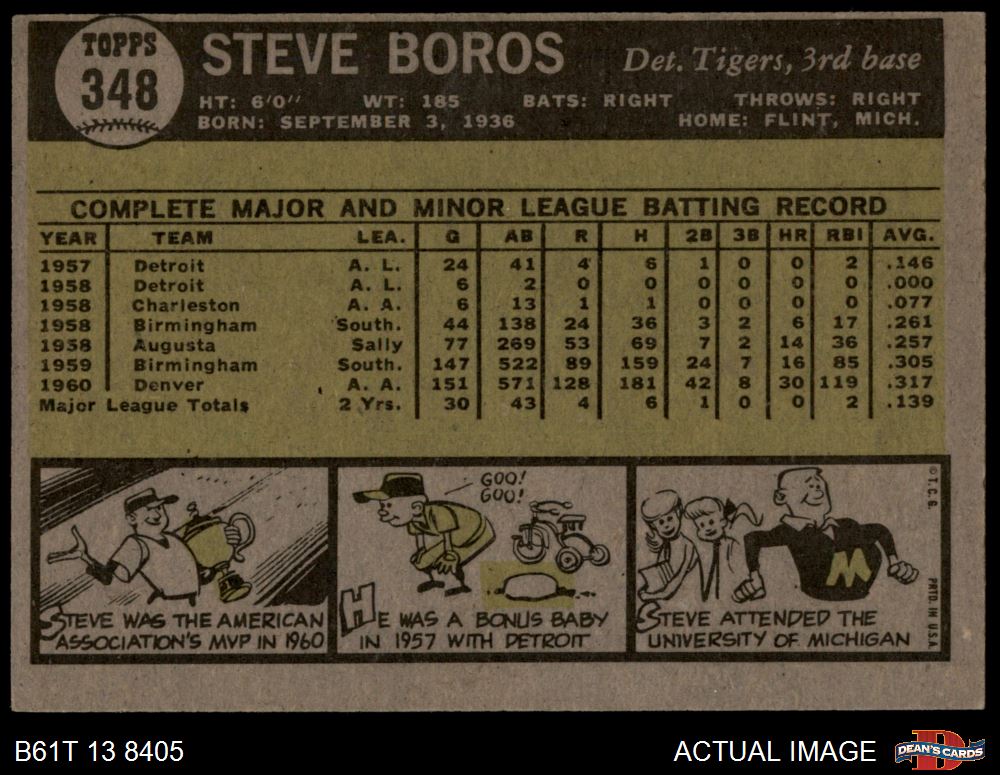 TOPPS
348
STEVE BOROS
Det. Tigers, 3rd base
HT: 6'0" WT: 185 BATS: RIGHT THROWS: RIGHT
BORN: SEPTEMBER 3, 1936 HOME: FLINT, MICH.
COMPLETE MAJOR AND MINOR LEAGUE BATTING RECORD
YEAR TEAM LEA. G AB R H 2B 3B HR RBI AVG.
1957 Detroit A. L. 24 41 4 6 1 0 0 2 .146
1958 Detroit A. L. 6 2 0 0 0 0 0 0 .000
1958 Charleston A. A. 6 13 1 1 0 0 0 0 .077
1958 Birmingham South. 44 138 24 36 3 2 6 17 .261
1958 Augusta Sally 77 269 53 69 7 2 14 36 .257
1959 Birmingham South. 147 522 89 159 24 7 16 85 .305
1960 Denver A. A. 151 571 128 181 42 8 30 119 .317
Major League Totals 2 Yrs. 30 43 4 6 1 0 0 2 .139
STEVE WAS THE AMERICAN
ASSOCIATION'S MVP IN 1960
GOO!
GOO!
HE WAS A BONUS BABY
IN 1957 WITH DETROIT
M
STEVE ATTENDED THE
UNIVERSITY OF MICHIGAN
© T. C. G.
PRTD. IN U.S.A.
B61T 13 8405
ACTUAL IMAGE
D
DEAN'S CARDS